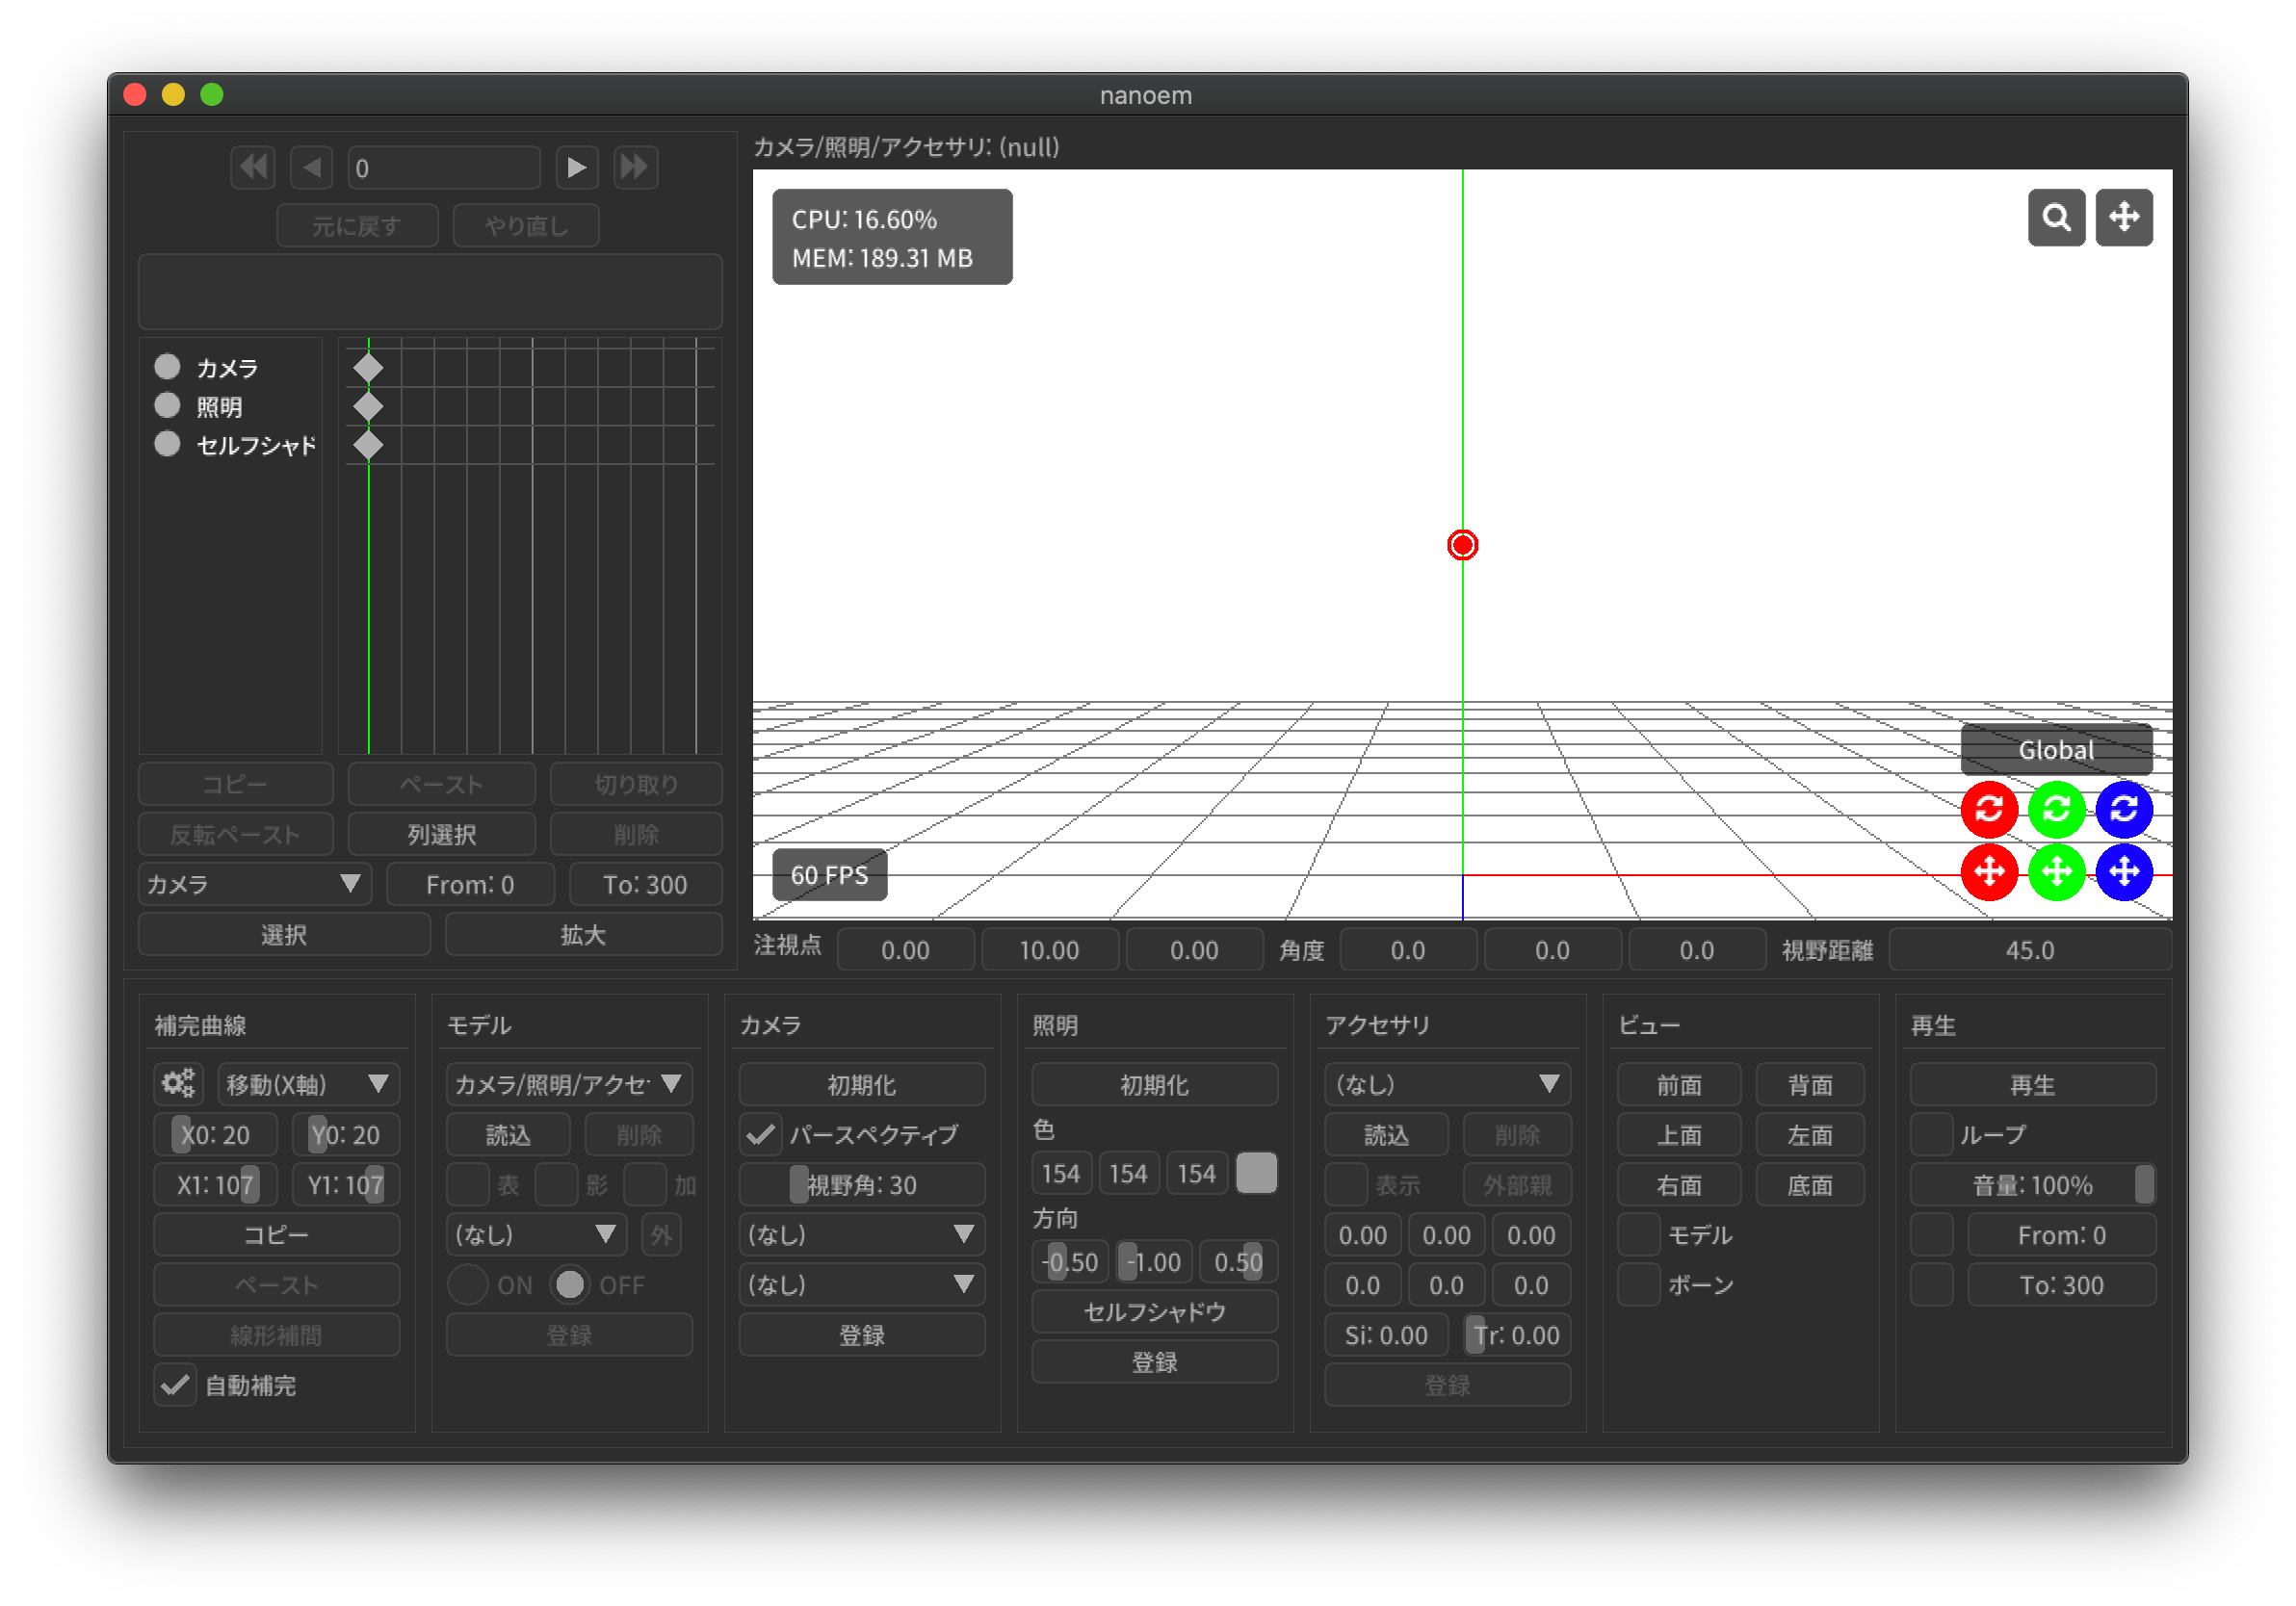 nanoem
0
元に戻す やり直し
カメラ
照明
セルフシャド
コピー ペースト 切り取り
反転ペースト 列選択 削除
カメラ From: 0 To: 300
選択 拡大
カメラ/照明/アクセサリ: (null)
CPU: 16.60%
MEM: 189.31 MB
Global
60 FPS
注視点 0.00 10.00 0.00 角度 0.0 0.0 0.0 視野距離 45.0
補完曲線
移動(X軸)
X0: 20 Y0: 20
X1: 107 Y1: 107
コピー
ペースト
線形補間
自動補完
モデル
カメラ/照明/アクセ
読込 削除
表 影 加
(なし) 外
ON OFF
登録
カメラ
初期化
パースペクティブ
視野角: 30
(なし)
(なし)
登録
照明
初期化
色
154 154 154
方向
-0.50 -1.00 0.50
セルフシャドウ
登録
アクセサリ
(なし)
読込 削除
表示 外部親
0.00 0.00 0.00
0.0 0.0 0.0
Si: 0.00 Tr: 0.00
登録
ビュー
前面 背面
上面 左面
右面 底面
モデル
ボーン
再生
再生
ループ
音量: 100%
From: 0
To: 300